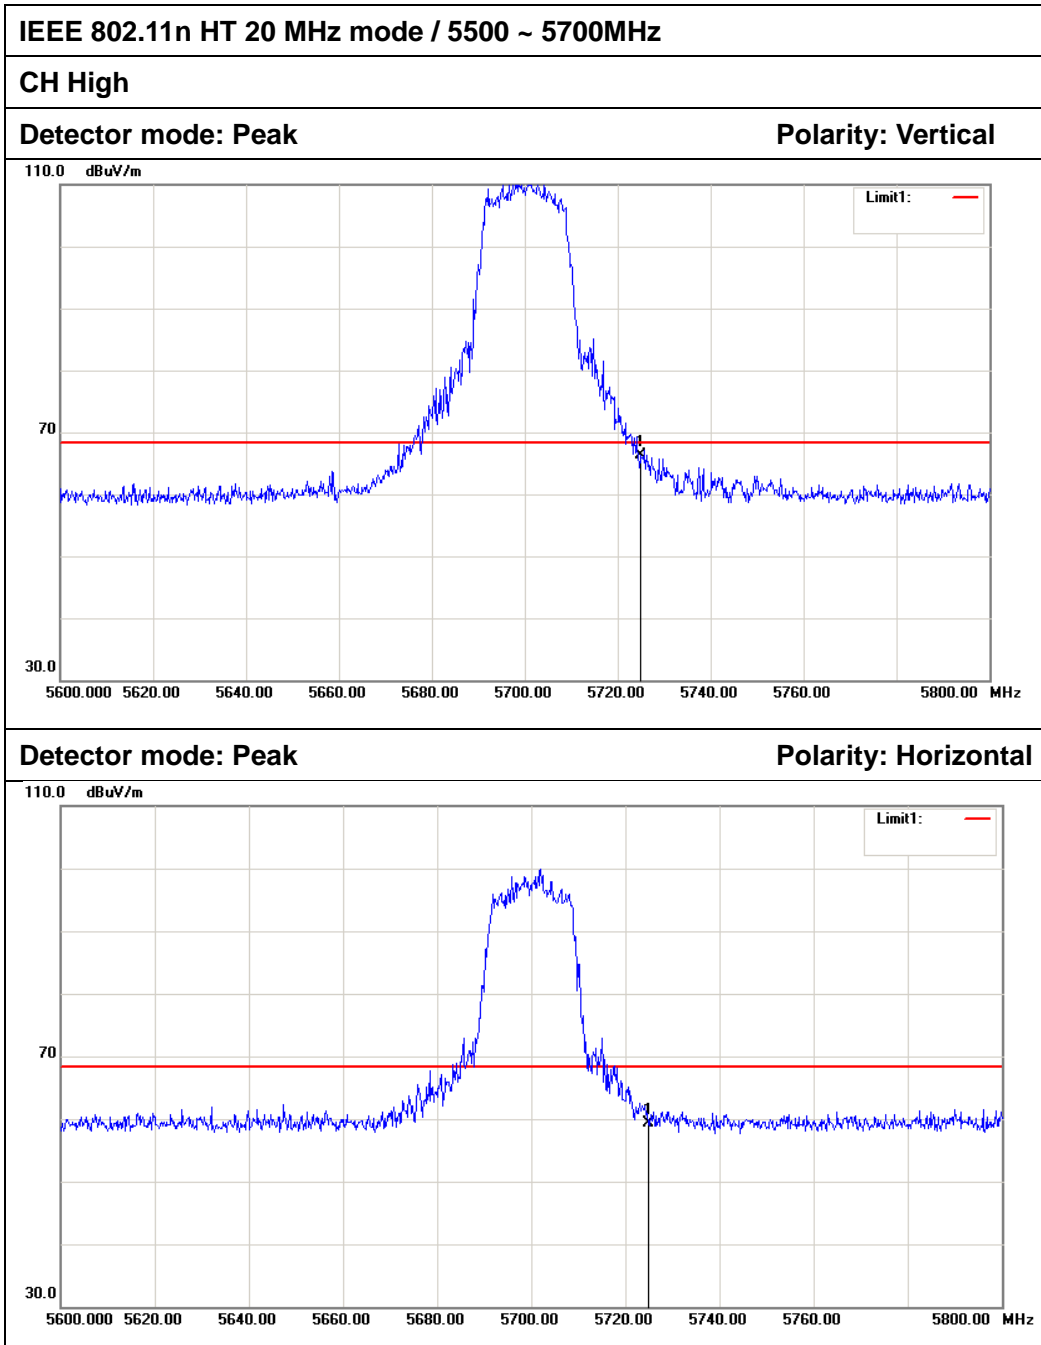 IEEE 802.11n HT 20 MHz mode / 5500 ~ 5700MHz
CH High
Detector mode: Peak Polarity: Vertical
110.0 dBuV/m
Limit1:
70
30.0
5600.000 5620.00 5640.00 5660.00 5680.00 5700.00 5720.00 5740.00 5760.00 5800.00 MHz
Detector mode: Peak Polarity: Horizontal
110.0 dBuV/m
Limit1:
70
30.0
5600.000 5620.00 5640.00 5660.00 5680.00 5700.00 5720.00 5740.00 5760.00 5800.00 MHz